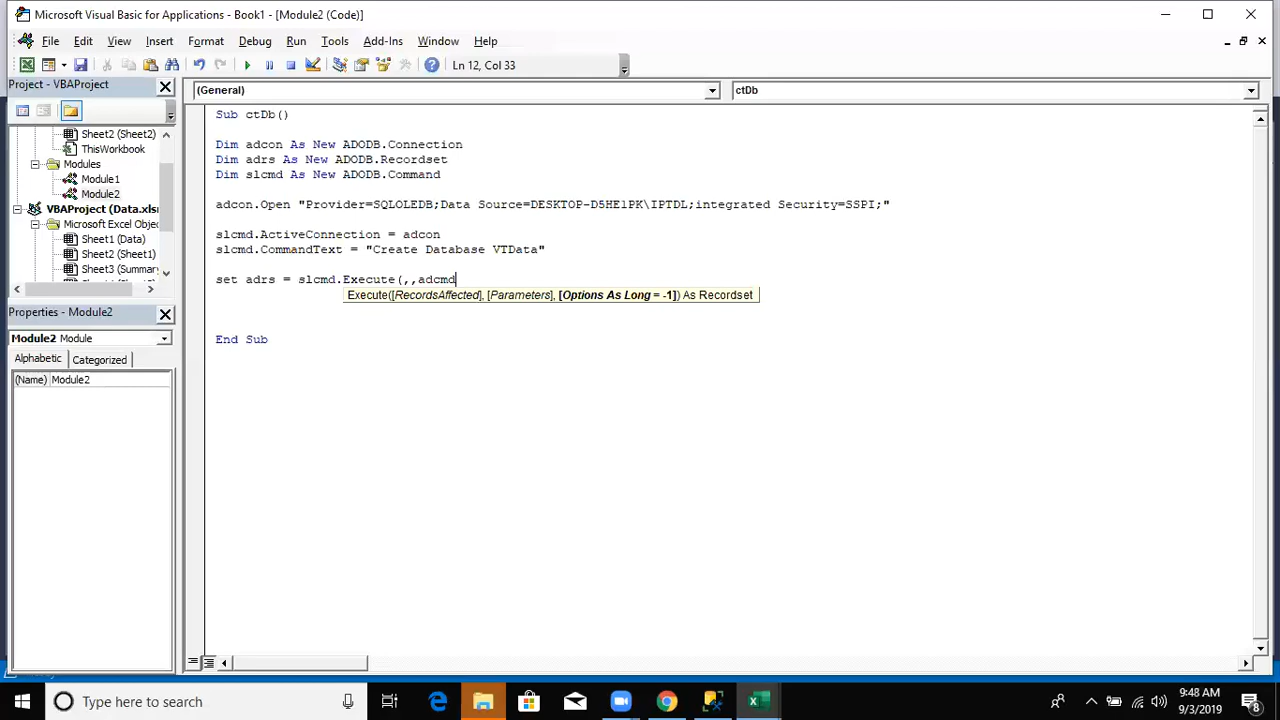 Microsoft Visual Basic for Applications - Book1 - [Module2 (Code)]
File Edit View Insert Format Debug Run Tools Add-Ins Window Help
Ln 12, Col 33
Project - VBAProject
(General)
ctDb
Sheet2 (Sheet2)
ThisWorkbook
Modules
Module1
Module2
VBAProject (Data.xlsx
Microsoft Excel Objec
Sheet1 (Data)
Sheet2 (Sheet1)
Sheet3 (Summar
Properties - Module2
Module2 Module
Alphabetic Categorized
(Name) Module2
Sub ctDb()
Dim adcon As New ADODB.Connection
Dim adrs As New ADODB.Recordset
Dim slcmd As New ADODB.Command
adcon.Open "Provider=SQLOLEDB;Data Source=DESKTOP-D5HE1PK\IPTDL;integrated Security=SSPI;"
slcmd.ActiveConnection = adcon
slcmd.CommandText = "Create Database VTData"
set adrs = slcmd.Execute(,,adcmd
Execute([RecordsAffected], [Parameters], [Options As Long = -1]) As Recordset
End Sub
Type here to search
9:48 AM
9/3/2019
8